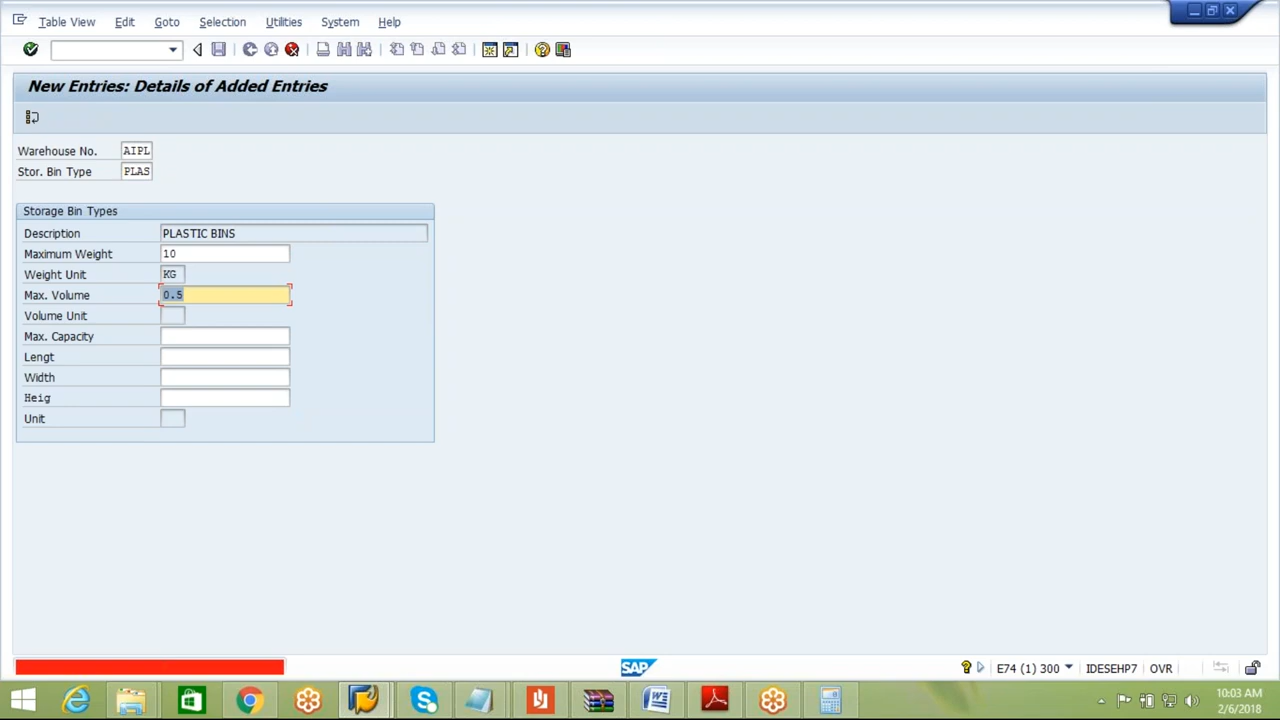 Table View Edit Goto Selection Utilities System Help
New Entries: Details of Added Entries
Warehouse No. AIPL
Stor. Bin Type PLAS
Storage Bin Types
Description PLASTIC BINS
Maximum Weight 10
Weight Unit KG
Max. Volume 0.5
Volume Unit
Max. Capacity
Lengt
Width
Heig
Unit
SAP E74 (1) 300 IDESEHP7 OVR
10:03 AM
2/6/2018